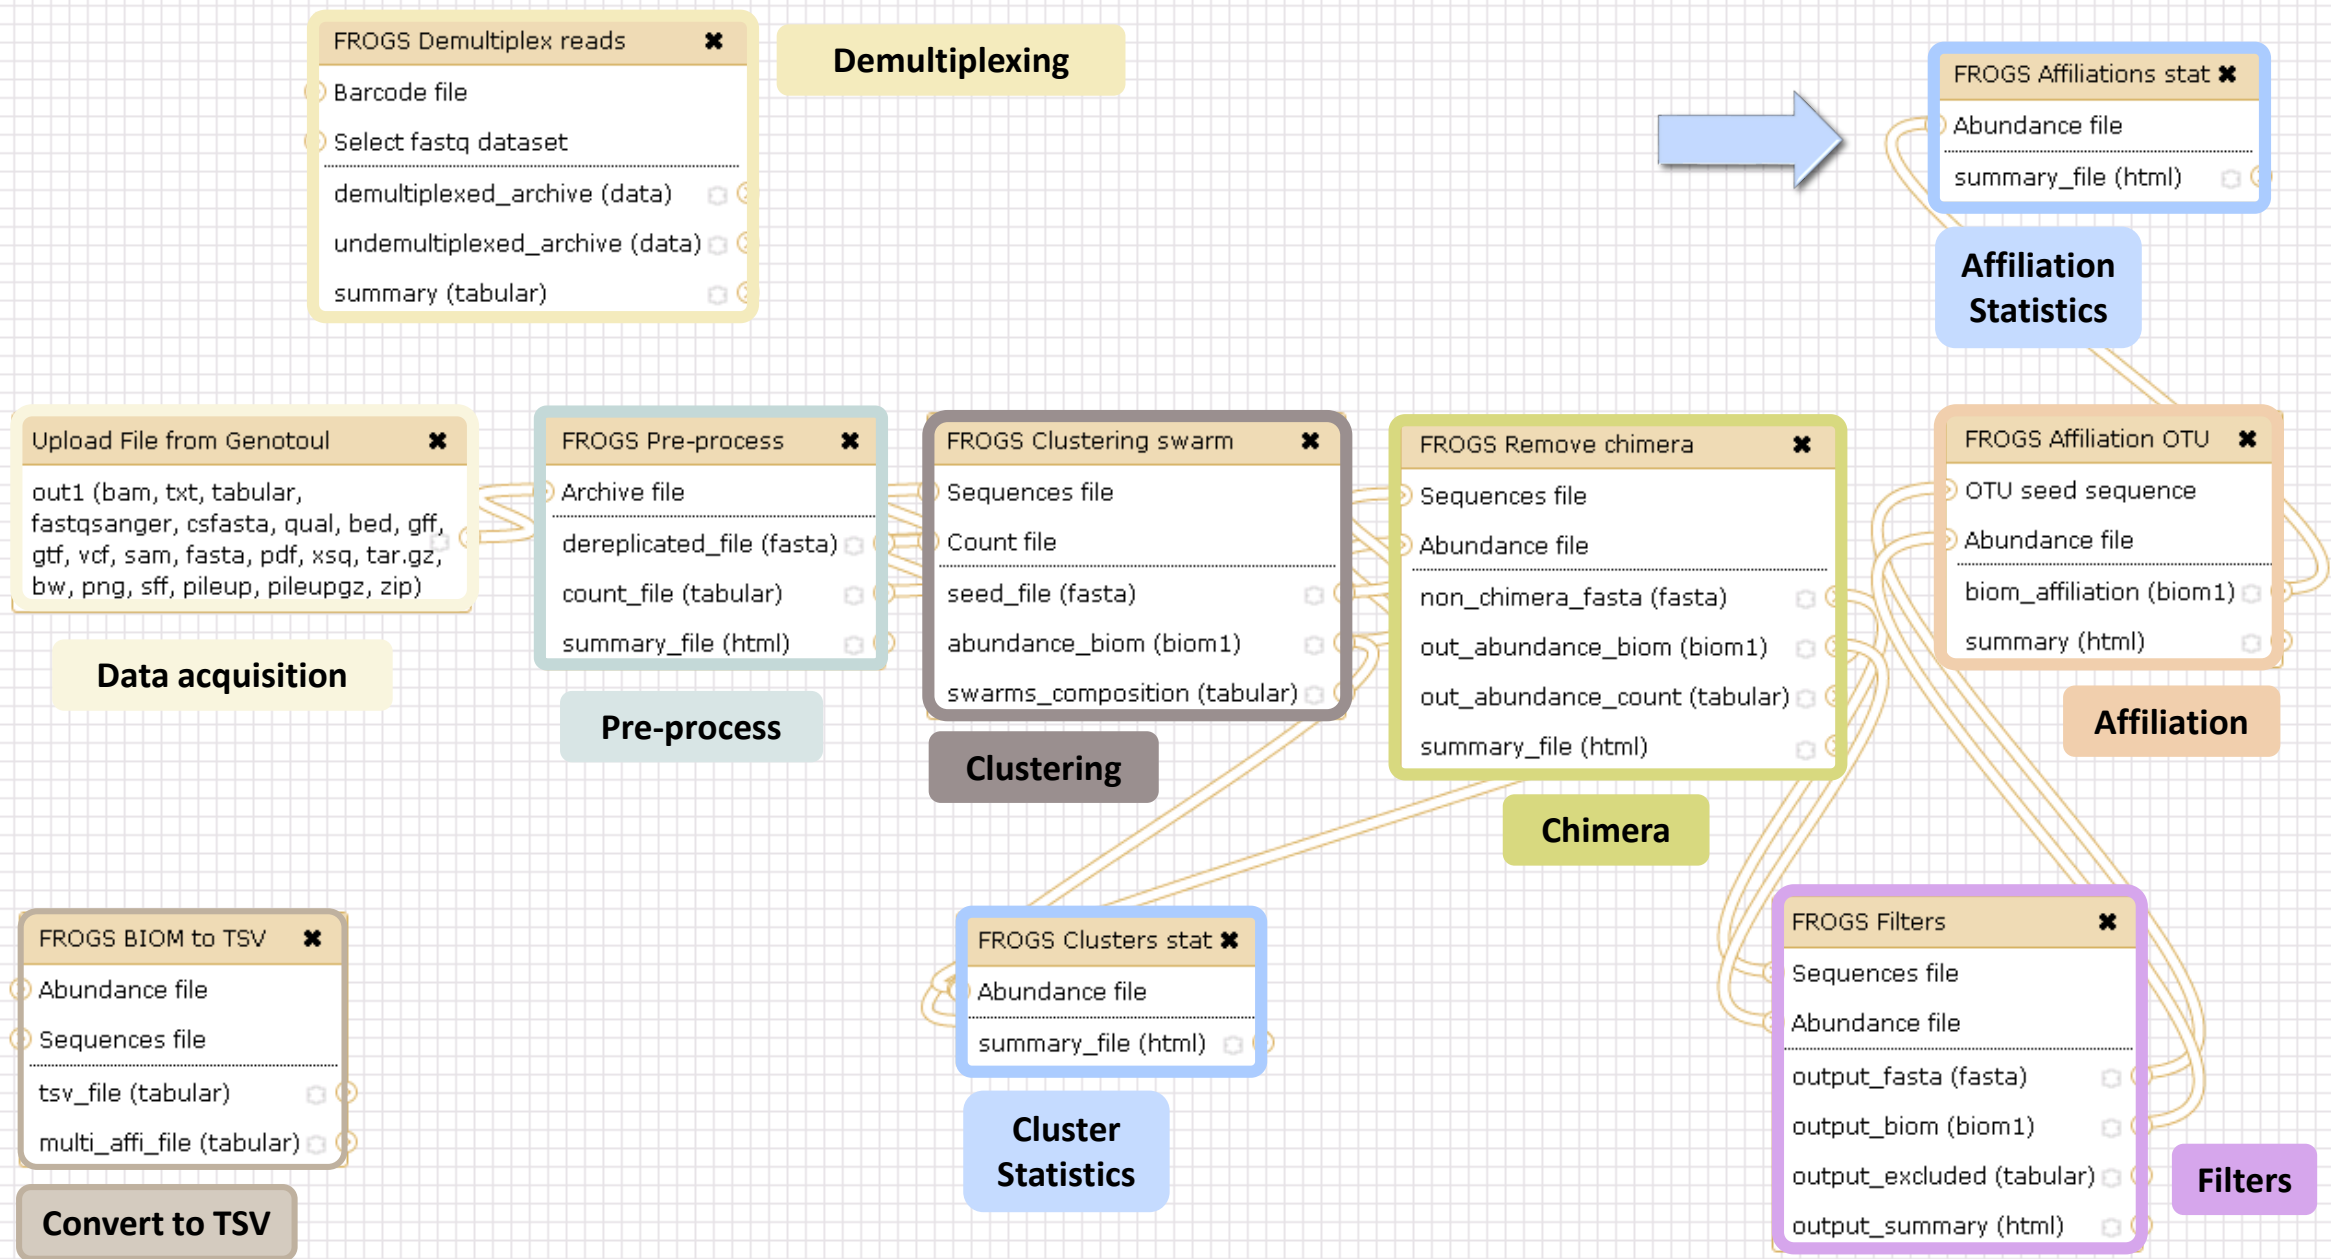 FROGS Demultiplex reads
Barcode file
Select fastq dataset
demultiplexed_archive (data)
undemultiplexed_archive (data)
summary (tabular)
Demultiplexing
FROGS Affiliations stat
Abundance file
summary_file (html)
Affiliation
Statistics
Upload File from Genotoul
out1 (bam, txt, tabular,
fastqsanger, csfasta, qual, bed, gff,
gtf, vcf, sam, fasta, pdf, xsq, tar.gz,
bw, png, sff, pileup, pileupgz, zip)
Data acquisition
FROGS Pre-process
Archive file
dereplicated_file (fasta)
count_file (tabular)
summary_file (html)
Pre-process
FROGS Clustering swarm
Sequences file
Count file
seed_file (fasta)
abundance_biom (biom1)
swarms_composition (tabular)
Clustering
FROGS Remove chimera
Sequences file
Abundance file
non_chimera_fasta (fasta)
out_abundance_biom (biom1)
out_abundance_count (tabular)
summary_file (html)
Chimera
FROGS Affiliation OTU
OTU seed sequence
Abundance file
biom_affiliation (biom1)
summary (html)
Affiliation
FROGS BIOM to TSV
Abundance file
Sequences file
tsv_file (tabular)
multi_affi_file (tabular)
Convert to TSV
FROGS Clusters stat
Abundance file
summary_file (html)
Cluster
Statistics
FROGS Filters
Sequences file
Abundance file
output_fasta (fasta)
output_biom (biom1)
output_excluded (tabular)
output_summary (html)
Filters